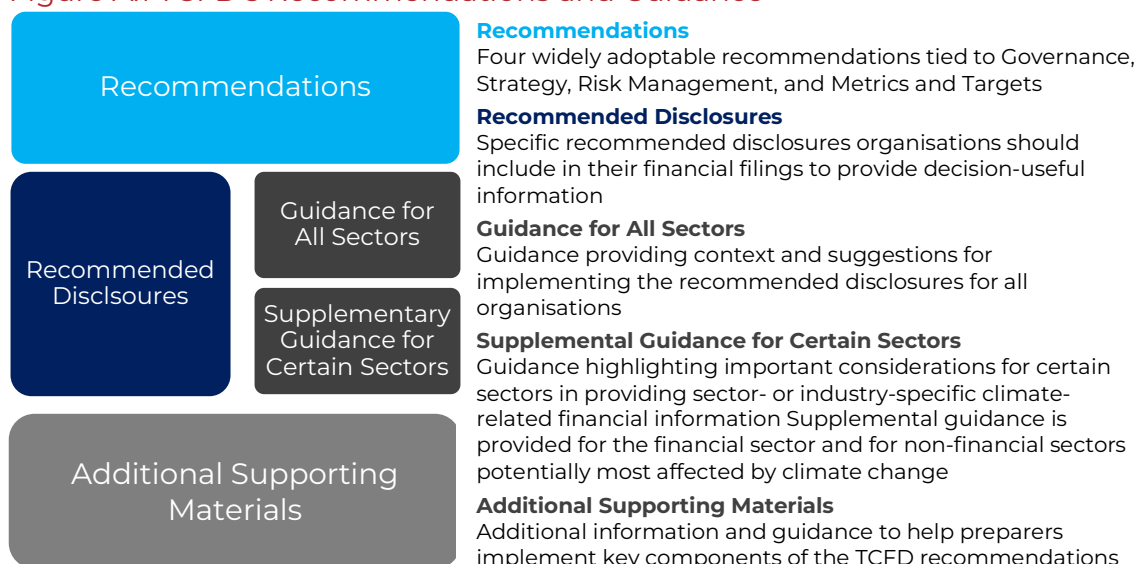 Recommendations
Recommended
Disclsoures
Guidance for
All Sectors
Supplementary
Guidance for
Certain Sectors
Additional Supporting
Materials
Recommendations
Four widely adoptable recommendations tied to Governance,
Strategy, Risk Management, and Metrics and Targets
Recommended Disclosures
Specific recommended disclosures organisations should
include in their financial filings to provide decision-useful
information
Guidance for All Sectors
Guidance providing context and suggestions for
implementing the recommended disclosures for all
organisations
Supplemental Guidance for Certain Sectors
Guidance highlighting important considerations for certain
sectors in providing sector- or industry-specific climate-
related financial information Supplemental guidance is
provided for the financial sector and for non-financial sectors
potentially most affected by climate change
Additional Supporting Materials
Additional information and guidance to help preparers
implement key components of the TCFD recommendations